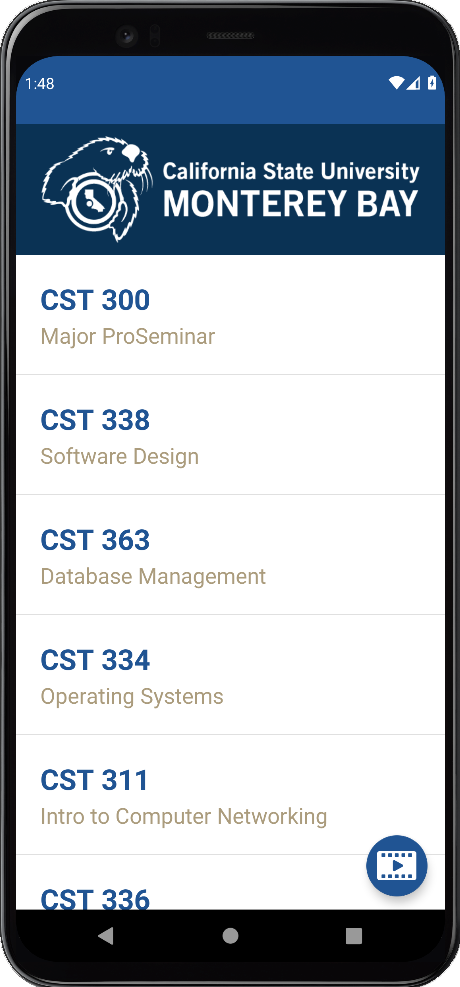 1:48
California State University
MONTEREY BAY
CST 300
Major ProSeminar
CST 338
Software Design
CST 363
Database Management
CST 334
Operating Systems
CST 311
Intro to Computer Networking
CST 336